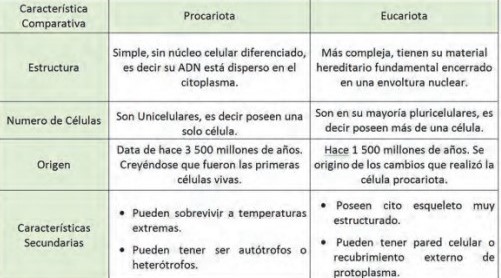 Característica
Comparativa
Procariota
Eucariota
Estructura
Simple, sin núcleo celular diferenciado,
es decir su ADN está disperso en el
citoplasma.
Más compleja, tienen su material
hereditario fundamental encerrado
en una envoltura nuclear.
Numero de Células
Son Unicelulares, es decir poseen una
solo célula.
Son en su mayoría pluricelulares, es
decir poseen más de una célula.
Origen
Data de hace 3 500 millones de años.
Creyéndose que fueron las primeras
células vivas.
Hace 1 500 millones de años. Se
origino de los cambios que realizó la
célula procariota.
Características
Secundarias
• Pueden sobrevivir a temperaturas
extremas.
• Pueden tener ser autótrofos o
heterótrofos.
• Poseen cito esqueleto muy
estructurado.
• Pueden tener pared celular o
recubrimiento externo de
protoplasma.